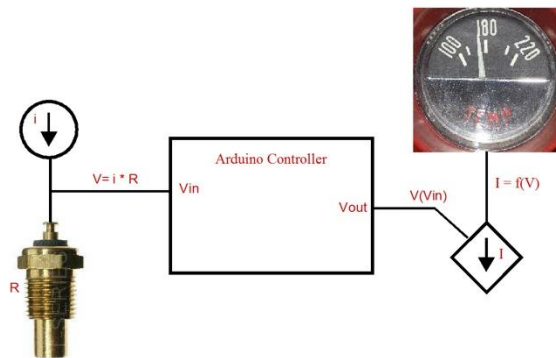 100 180 220
TEMP
i
Arduino Controller
V= i * R
Vin
I = f(V)
Vout
V(Vin)
I
R